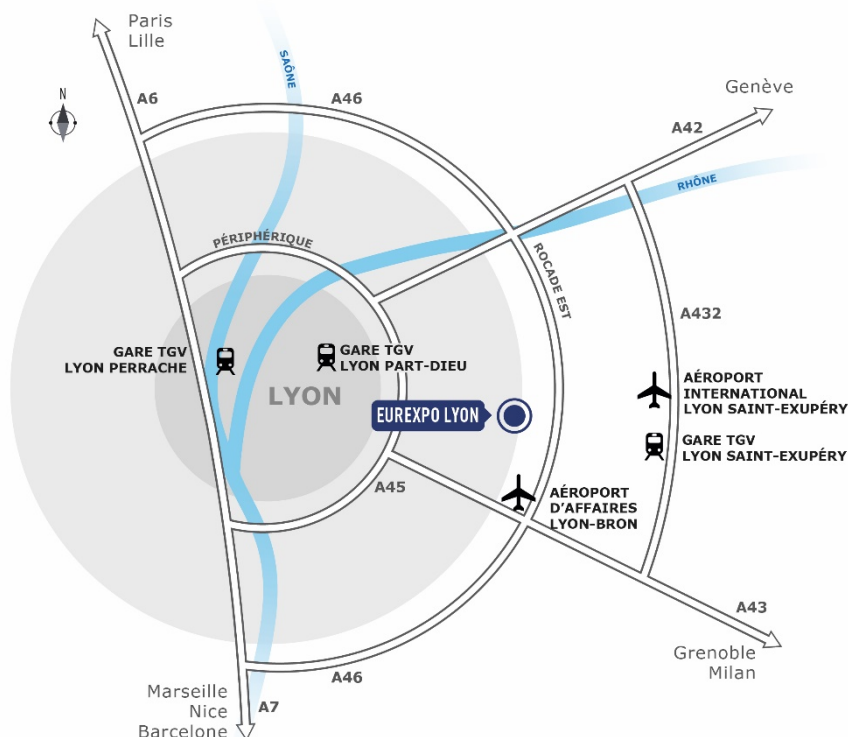 Paris
Lille
N
A6
SAÔNE
A46
Genève
A42
RHÔNE
PÉRIPHÉRIQUE
ROCADE EST
A432
GARE TGV
LYON PERRACHE
GARE TGV
LYON PART-DIEU
LYON
EUREXPO LYON
AÉROPORT
INTERNATIONAL
LYON SAINT-EXUPÉRY
GARE TGV
LYON SAINT-EXUPÉRY
A45
AÉROPORT
D'AFFAIRES
LYON-BRON
A43
Grenoble
Milan
A46
Marseille
Nice
Barcelone
A7